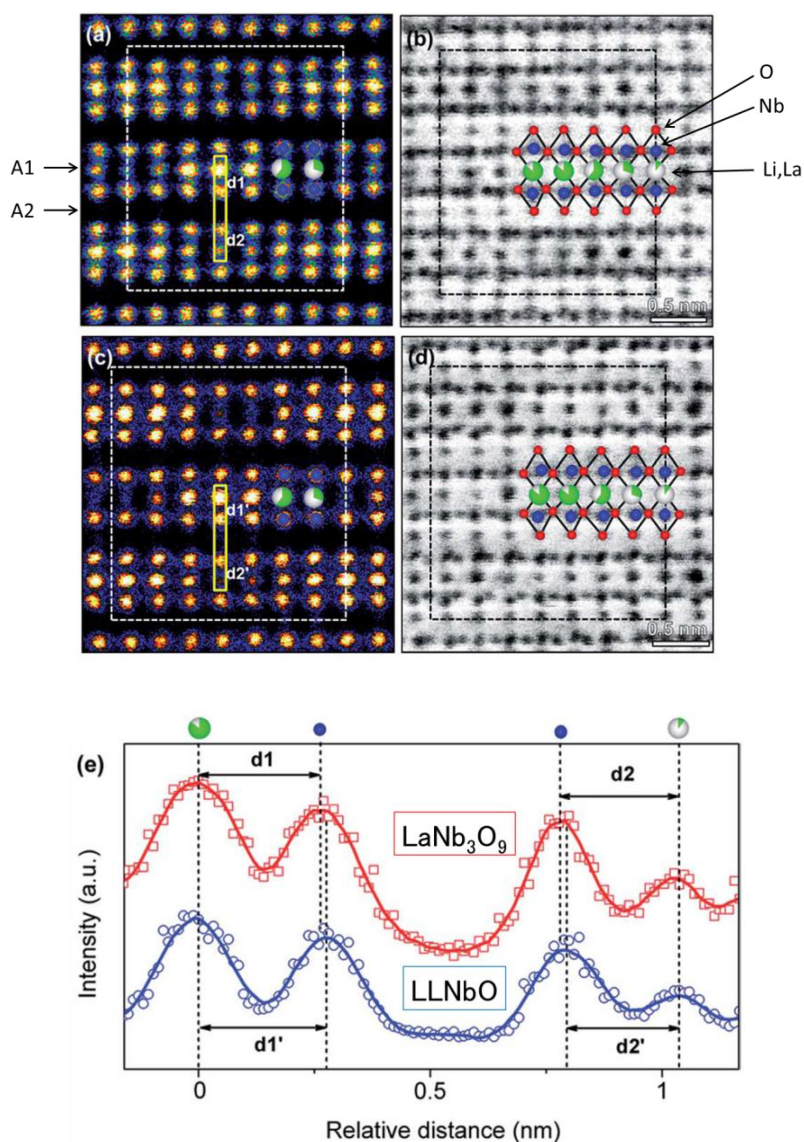 (a)
(b)
O
Nb
A1
d1
Li,La
A2
d2
0.5 nm
(c)
(d)
d1'
d2'
0.5 nm
(e)
d1
d2
LaNb₃O₉
LLNbO
d1'
d2'
Intensity (a.u.)
0 0.5 1
Relative distance (nm)